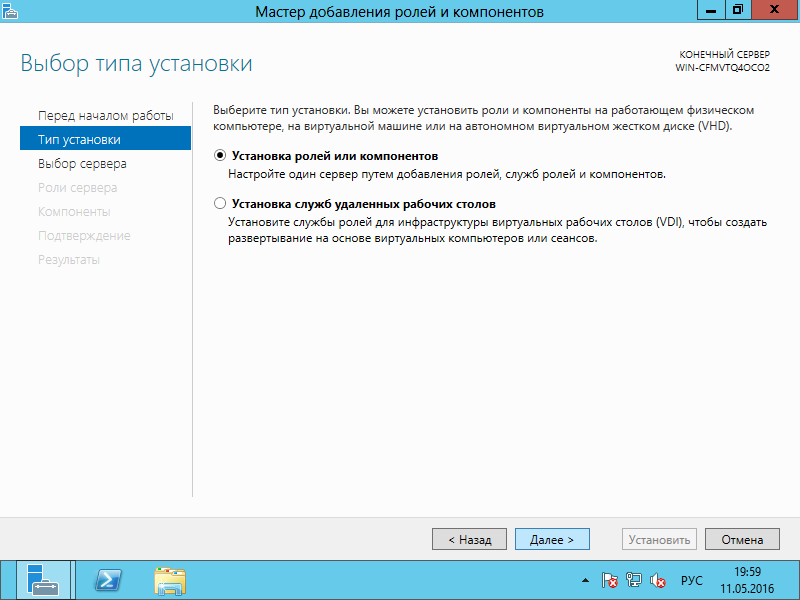 Мастер добавления ролей и компонентов
Выбор типа установки
КОНЕЧНЫЙ СЕРВЕР
WIN-CFMVTQ4OCO2
Перед началом работы
Тип установки
Выбор сервера
Роли сервера
Компоненты
Подтверждение
Результаты
Выберите тип установки. Вы можете установить роли и компоненты на работающем физическом
компьютере, на виртуальной машине или на автономном виртуальном жестком диске (VHD).
Установка ролей или компонентов
Настройте один сервер путем добавления ролей, служб ролей и компонентов.
Установка служб удаленных рабочих столов
Установите службы ролей для инфраструктуры виртуальных рабочих столов (VDI), чтобы создать
развертывание на основе виртуальных компьютеров или сеансов.
< Назад
Далее >
Установить
Отмена
РУС
19:59
11.05.2016